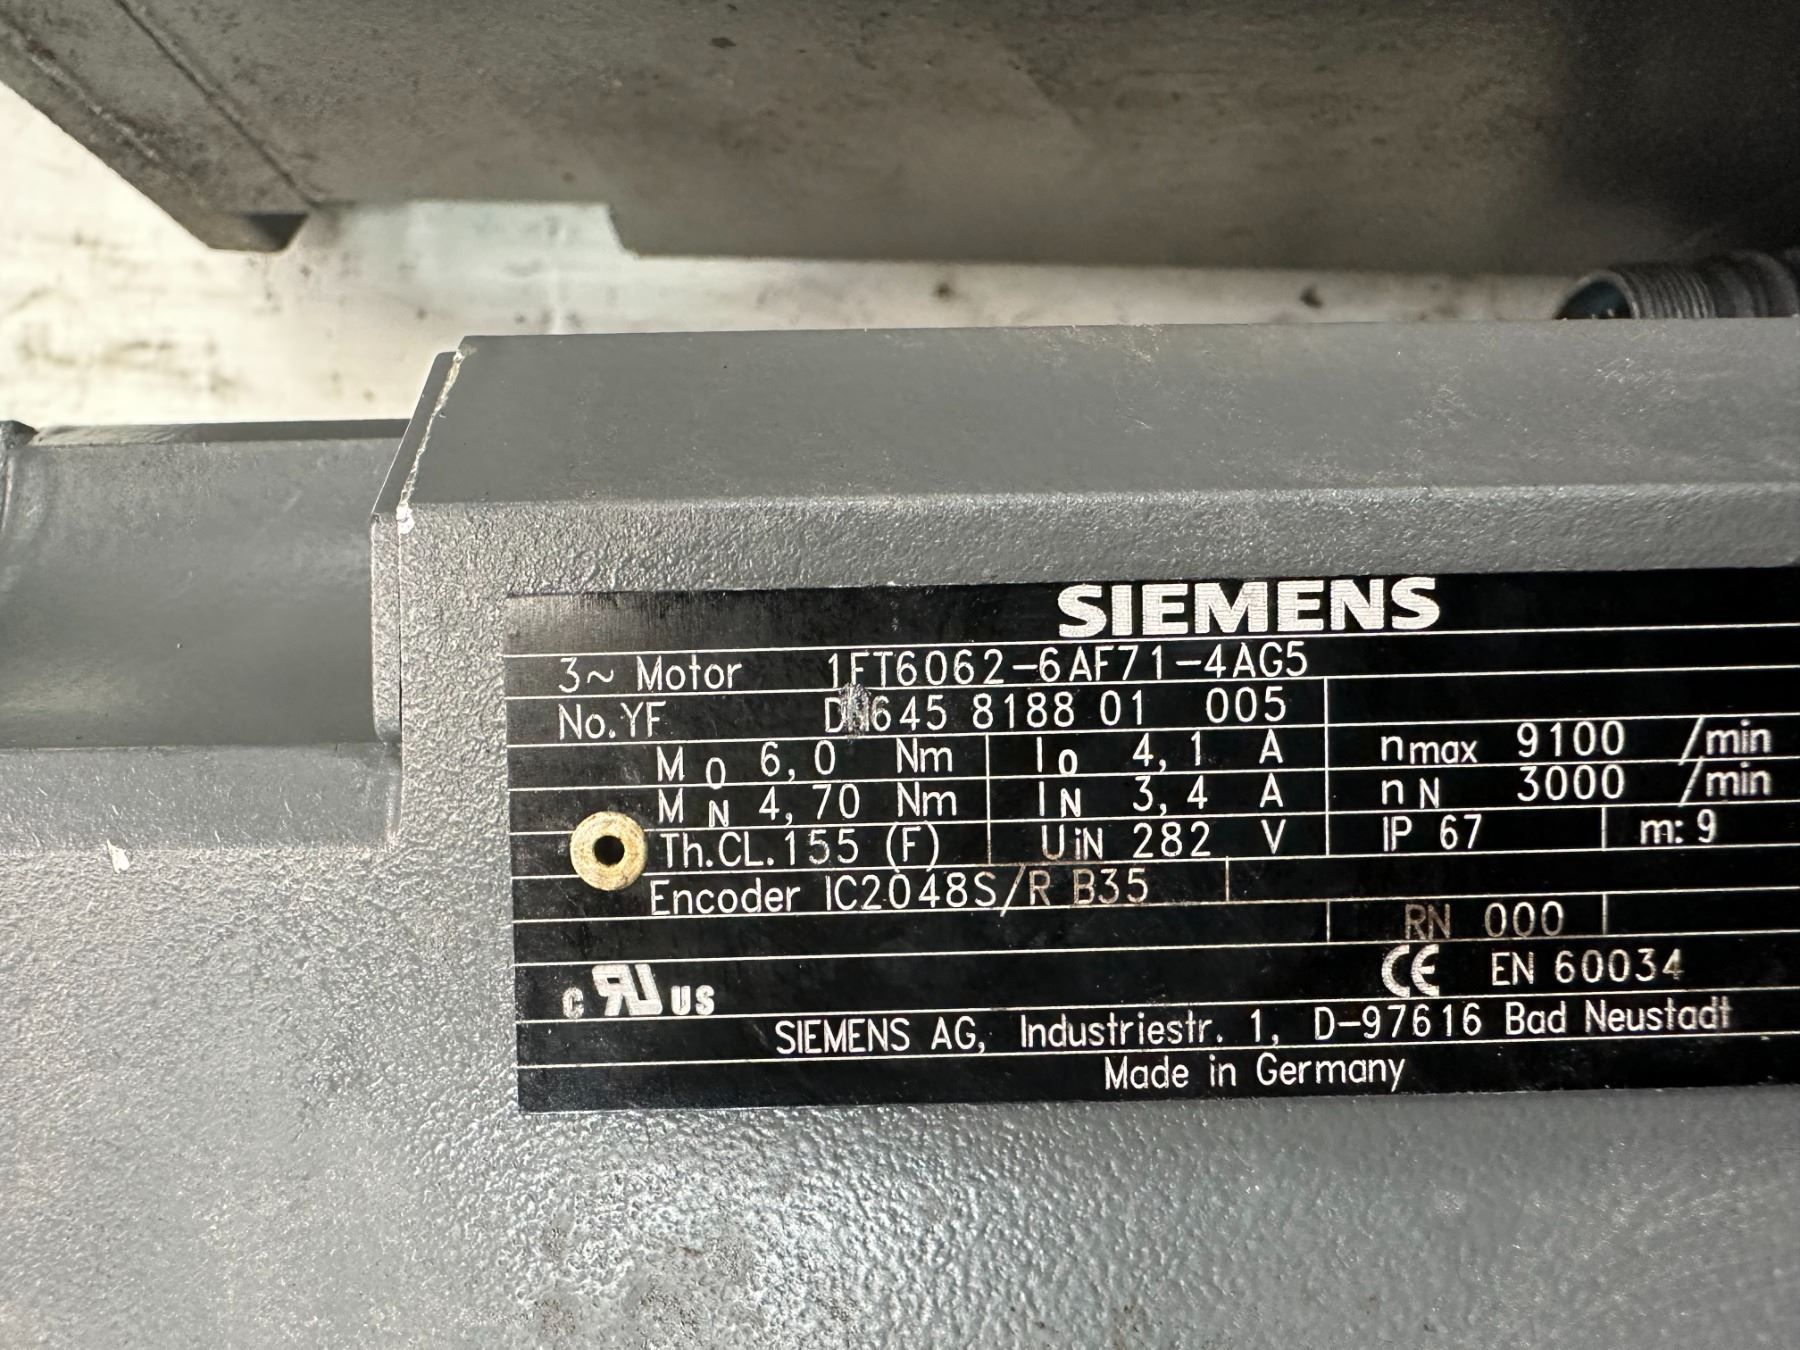 SIEMENS
3~ Motor 1FT6062-6AF71-4AG5
No.YF 645 8188 01 005
M0 6,0 Nm I0 4,1 A nmax 9100 /min
MN 4,70 Nm IN 3,4 A nN 3000 /min
Th.CL.155 (F) UiN 282 V IP 67 m: 9
Encoder IC2048S/R B35
RN 000
c RU US CE EN 60034
SIEMENS AG, Industriestr. 1, D-97616 Bad Neustadt
Made in Germany